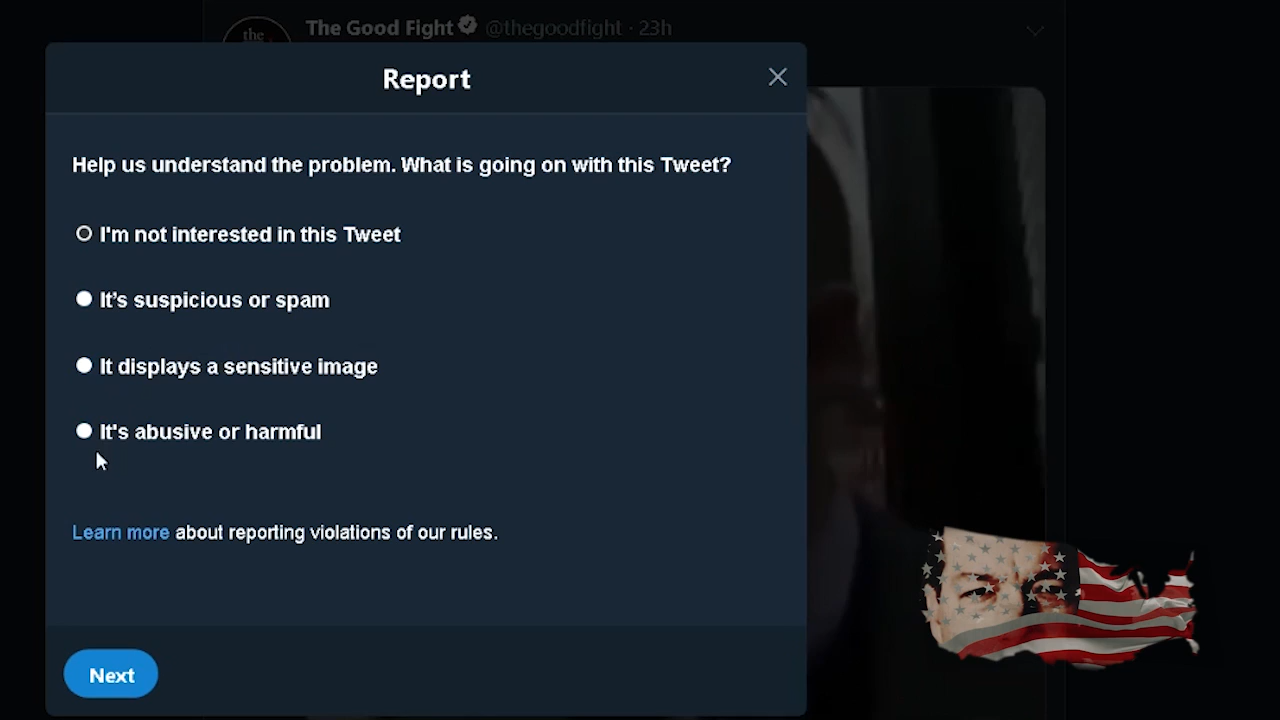 the
The Good Fight @thegoodfight · 23h
Report
Help us understand the problem. What is going on with this Tweet?
I'm not interested in this Tweet
It's suspicious or spam
It displays a sensitive image
It's abusive or harmful
Learn more about reporting violations of our rules.
Next